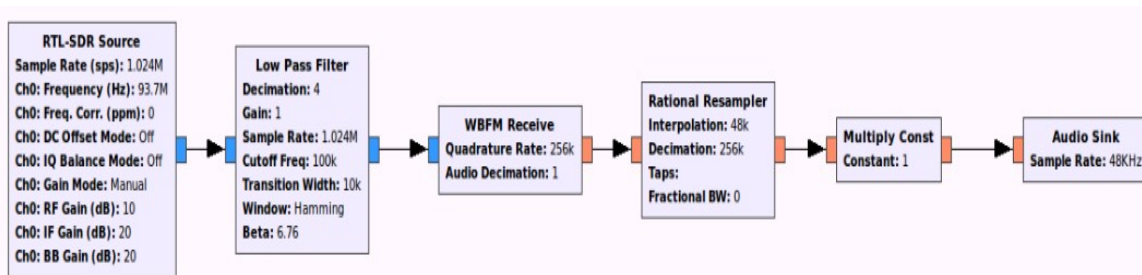 RTL-SDR Source
Sample Rate (sps): 1.024M
Ch0: Frequency (Hz): 93.7M
Ch0: Freq. Corr. (ppm): 0
Ch0: DC Offset Mode: Off
Ch0: IQ Balance Mode: Off
Ch0: Gain Mode: Manual
Ch0: RF Gain (dB): 10
Ch0: IF Gain (dB): 20
Ch0: BB Gain (dB): 20
Low Pass Filter
Decimation: 4
Gain: 1
Sample Rate: 1.024M
Cutoff Freq: 100k
Transition Width: 10k
Window: Hamming
Beta: 6.76
WBFM Receive
Quadrature Rate: 256k
Audio Decimation: 1
Rational Resampler
Interpolation: 48k
Decimation: 256k
Taps:
Fractional BW: 0
Multiply Const
Constant: 1
Audio Sink
Sample Rate: 48KHz